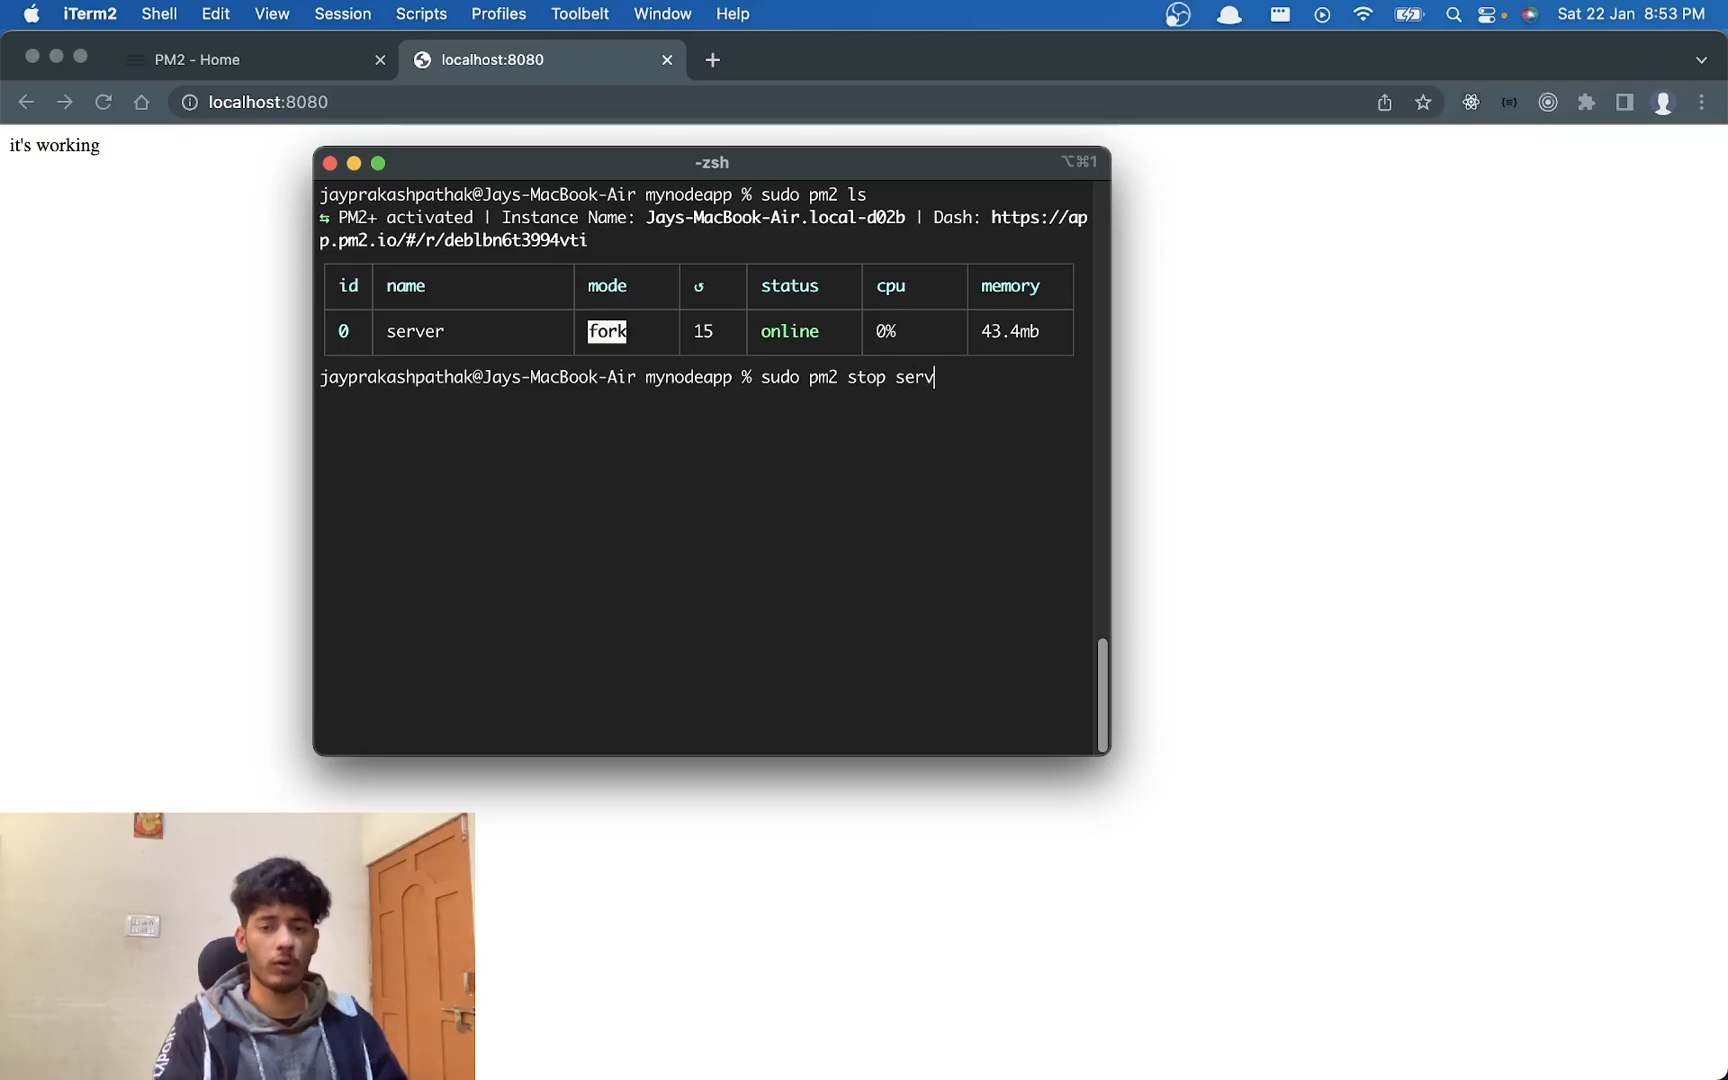 iTerm2 Shell Edit View Session Scripts Profiles Toolbelt Window Help Sat 22 Jan 8:53 PM
PM2 - Home localhost:8080
localhost:8080
it's working
-zsh ⌥⌘1
jayprakashpathak@Jays-MacBook-Air mynodeapp % sudo pm2 ls
⇆ PM2+ activated | Instance Name: Jays-MacBook-Air.local-d02b | Dash: https://ap
p.pm2.io/#/r/deblbn6t3994vti
id name mode ↺ status cpu memory
0 server fork 15 online 0% 43.4mb
jayprakashpathak@Jays-MacBook-Air mynodeapp % sudo pm2 stop serv